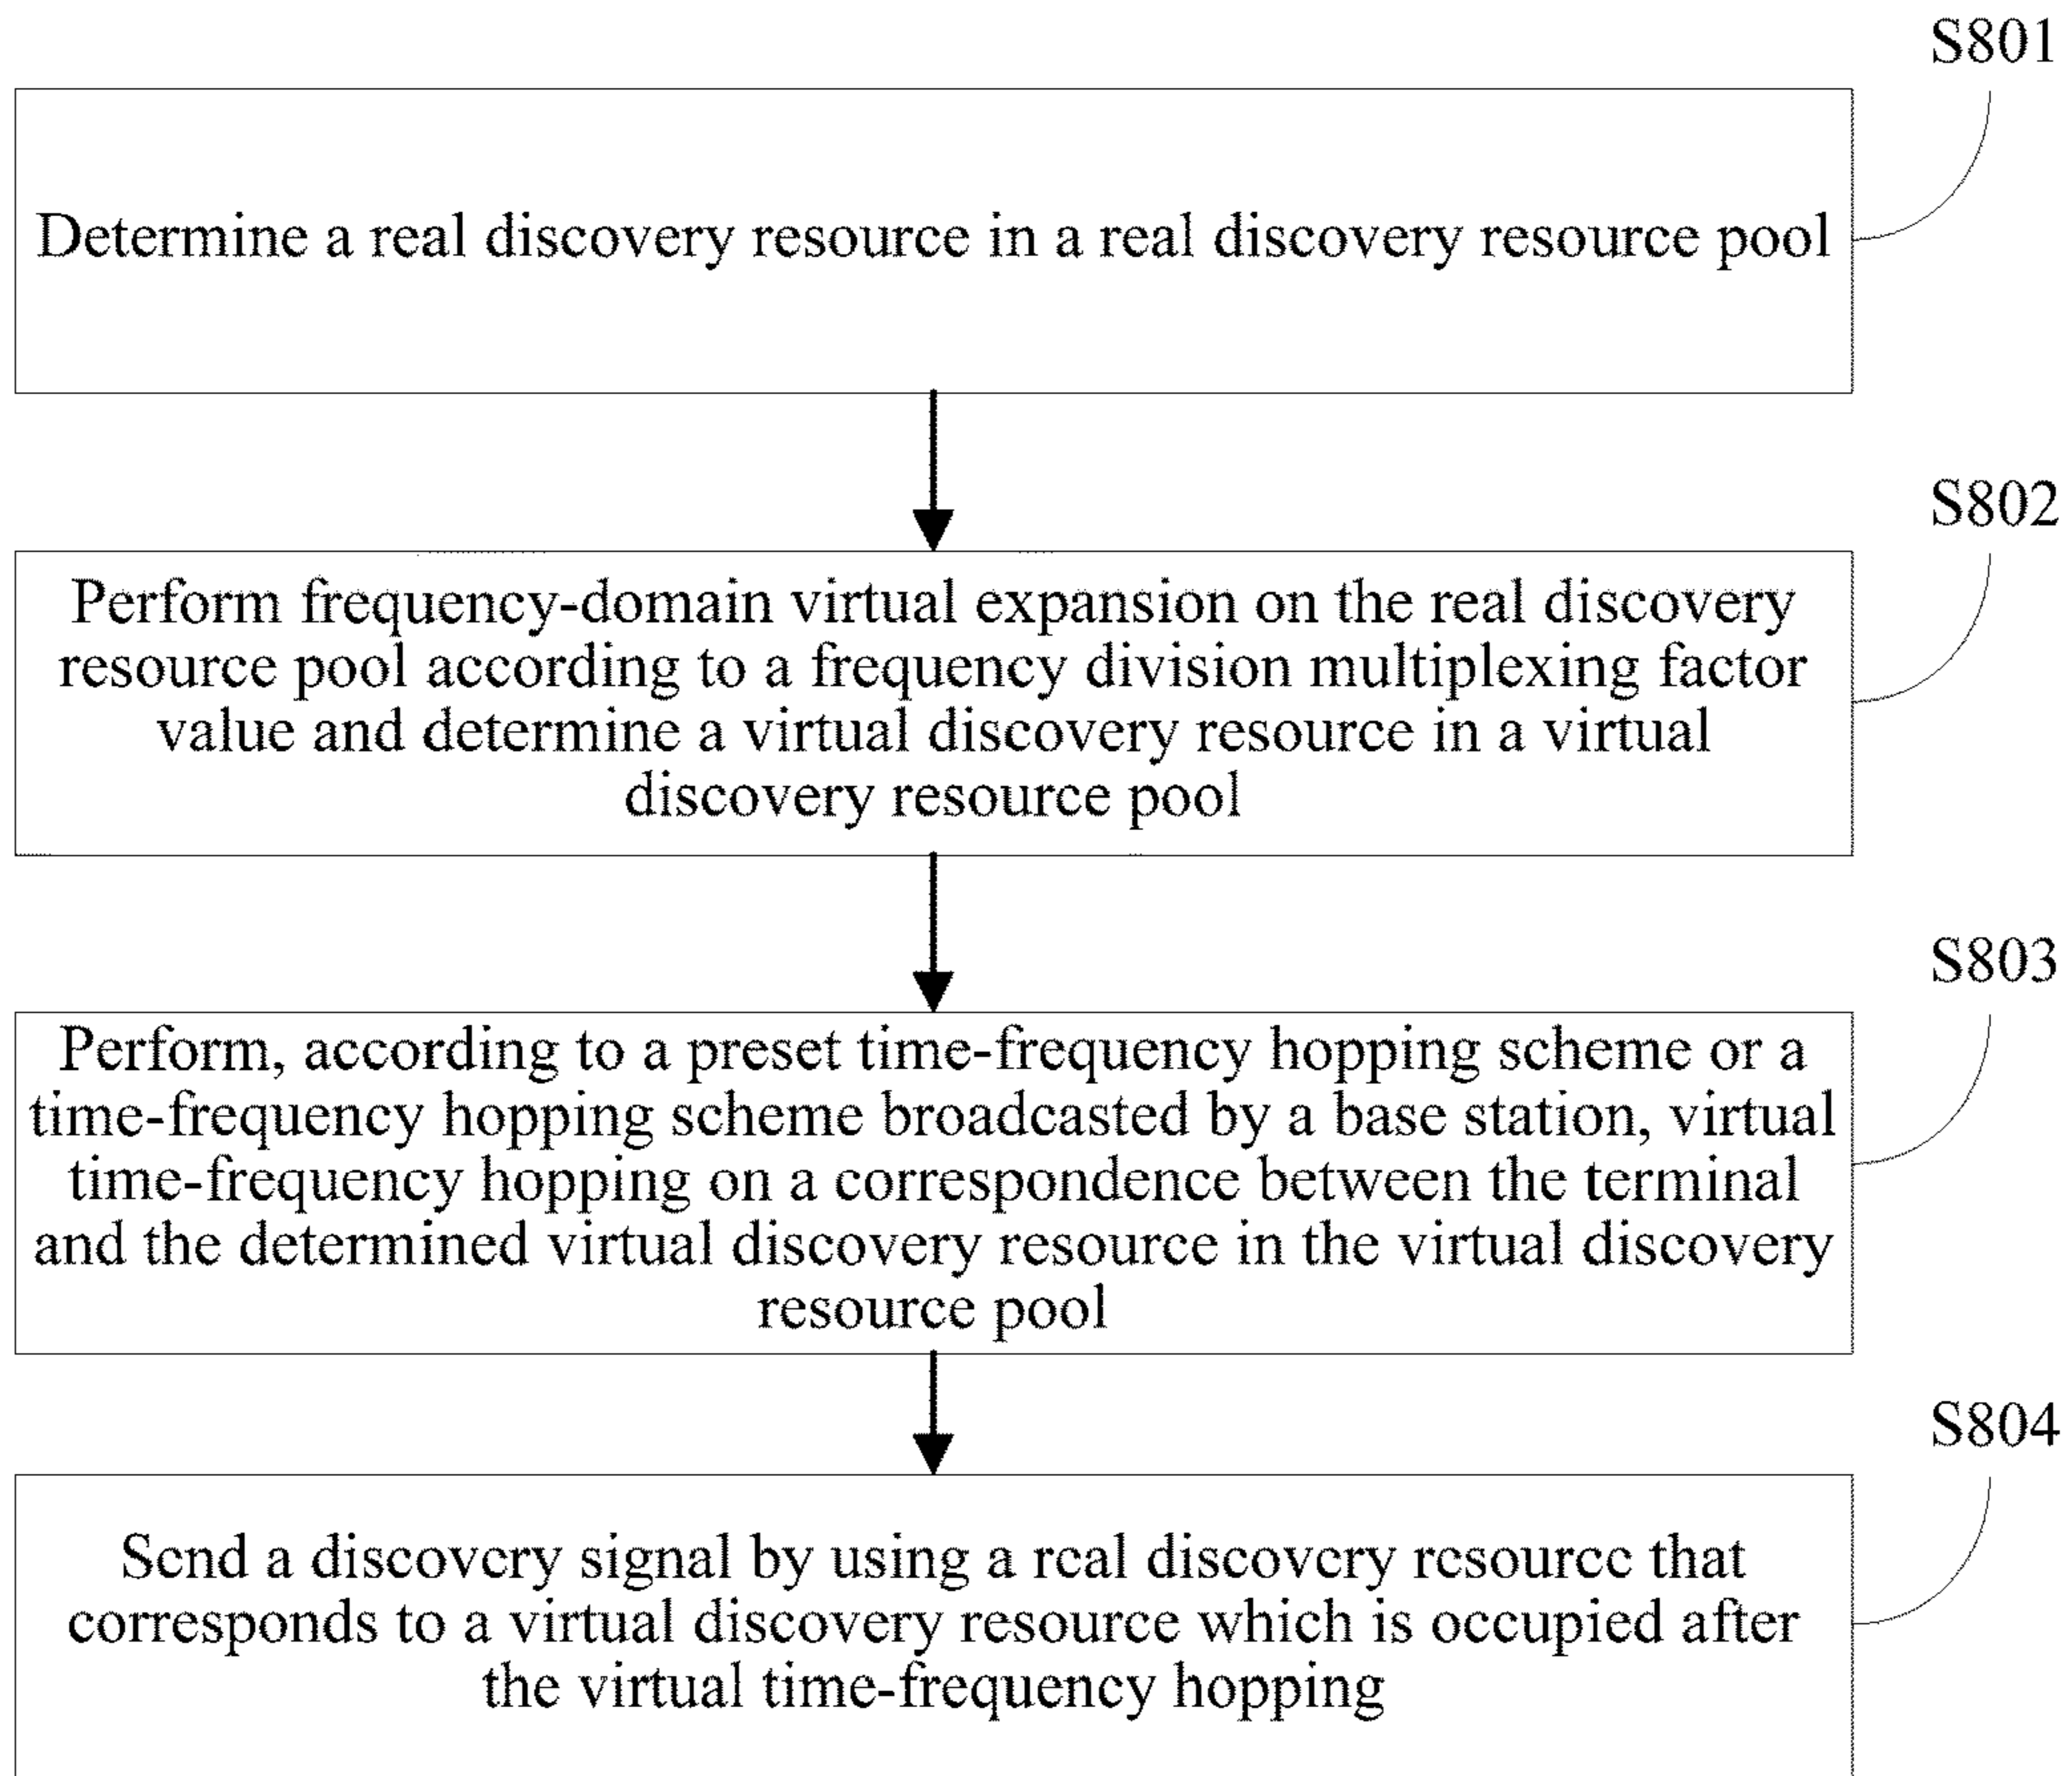 S801
Determine a real discovery resource in a real discovery resource pool
S802
Perform frequency-domain virtual expansion on the real discovery
resource pool according to a frequency division multiplexing factor
value and determine a virtual discovery resource in a virtual
discovery resource pool
S803
Perform, according to a preset time-frequency hopping scheme or a
time-frequency hopping scheme broadcasted by a base station, virtual
time-frequency hopping on a correspondence between the terminal
and the determined virtual discovery resource in the virtual discovery
resource pool
S804
Send a discovery signal by using a real discovery resource that
corresponds to a virtual discovery resource which is occupied after
the virtual time-frequency hopping